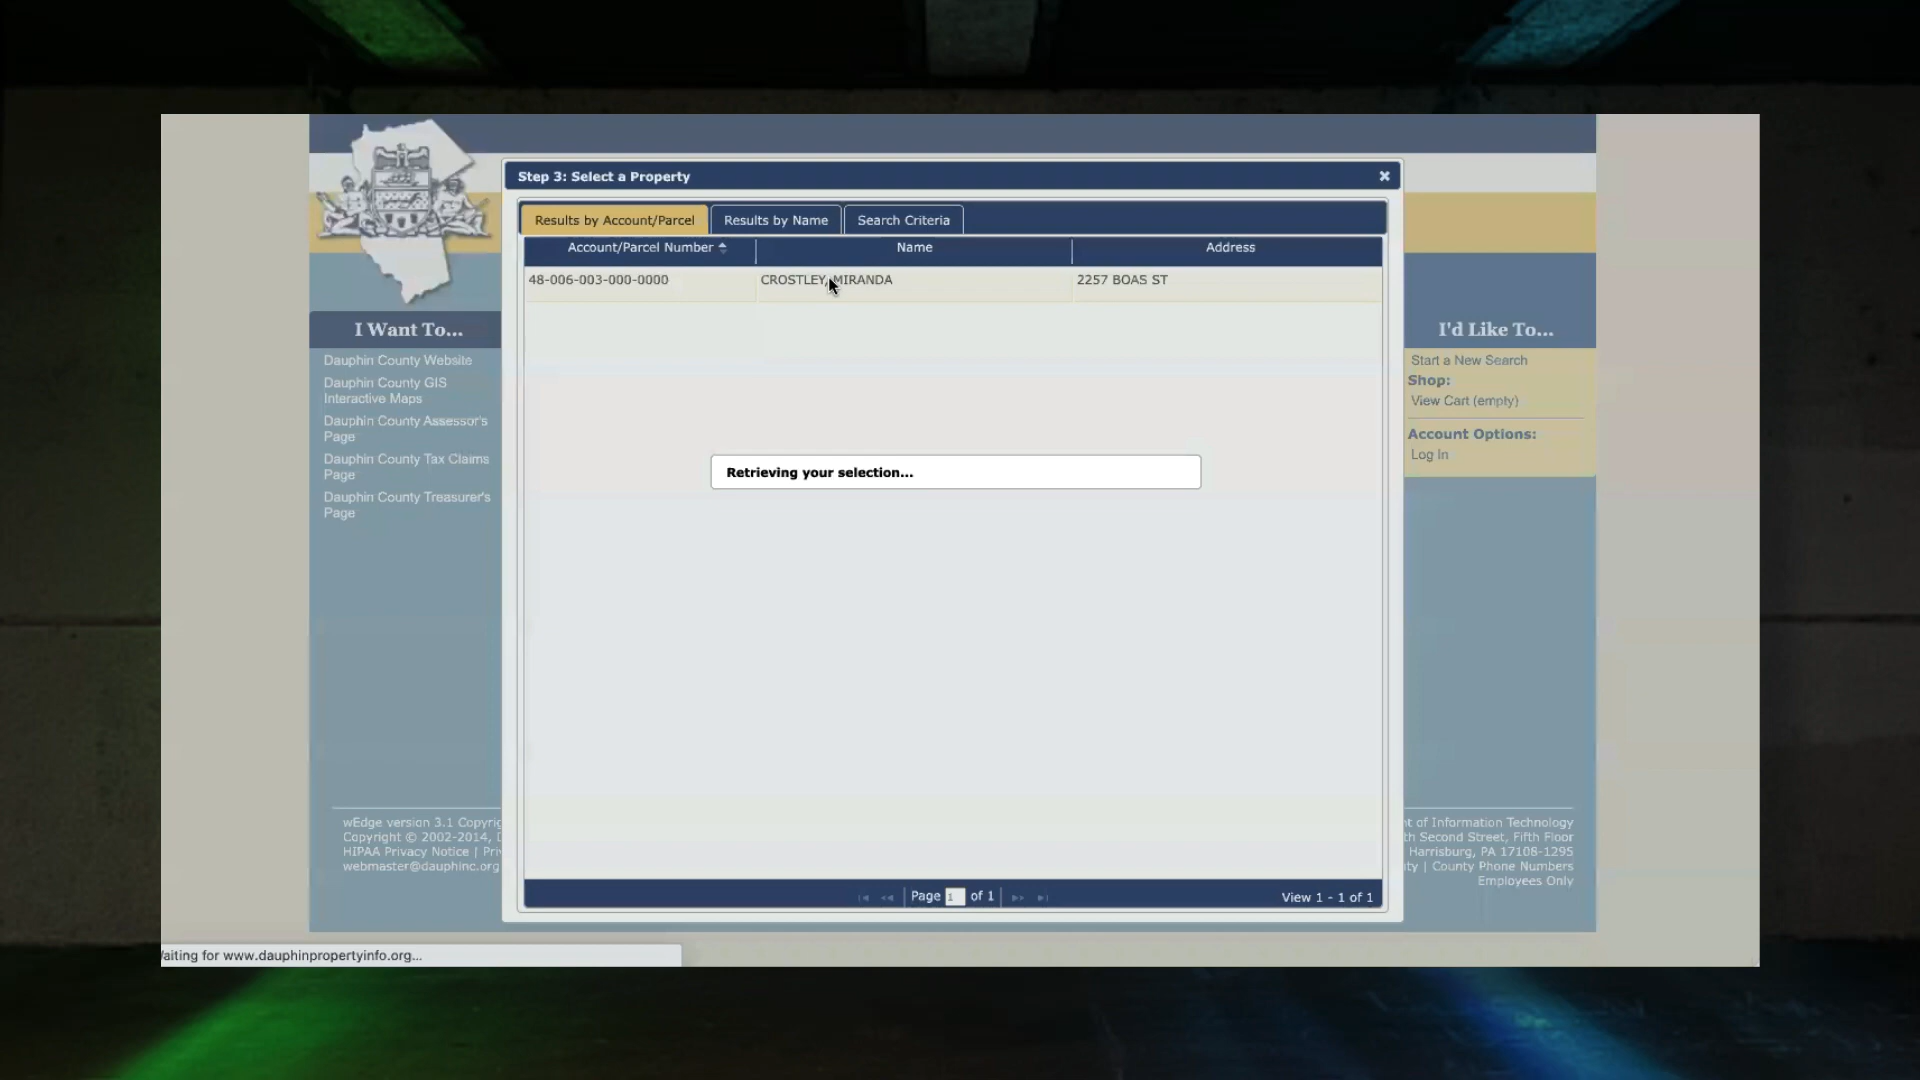 Step 3: Select a Property
Results by Account/Parcel
Results by Name
Search Criteria
Account/Parcel Number
Name
Address
48-006-003-000-0000
CROSTLEY, MIRANDA
2257 BOAS ST
I Want To...
Dauphin County Website
Dauphin County GIS
Interactive Maps
Dauphin County Assessor's
Page
Dauphin County Tax Claims
Page
Dauphin County Treasurer's
Page
Retrieving your selection...
I'd Like To...
Start a New Search
Shop:
View Cart (empty)
Account Options:
Log In
wEdge version 3.1 Copyrig
Copyright © 2002-2014,
HIPAA Privacy Notice | Pri
webmaster@dauphinc.org
t of Information Technology
th Second Street, Fifth Floor
Harrisburg, PA 17108-1295
ty | County Phone Numbers
Employees Only
Page 1 of 1
View 1 - 1 of 1
aiting for www.dauphinpropertyinfo.org...